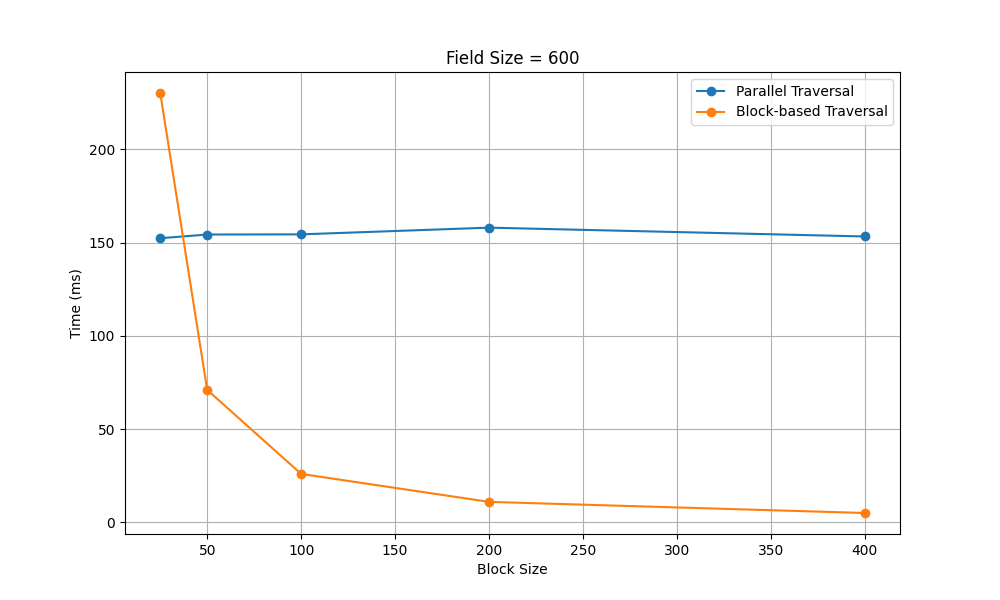 Field Size = 600
Parallel Traversal
Block-based Traversal
Time (ms)
200
150
100
50
0
50 100 150 200 250 300 350 400
Block Size